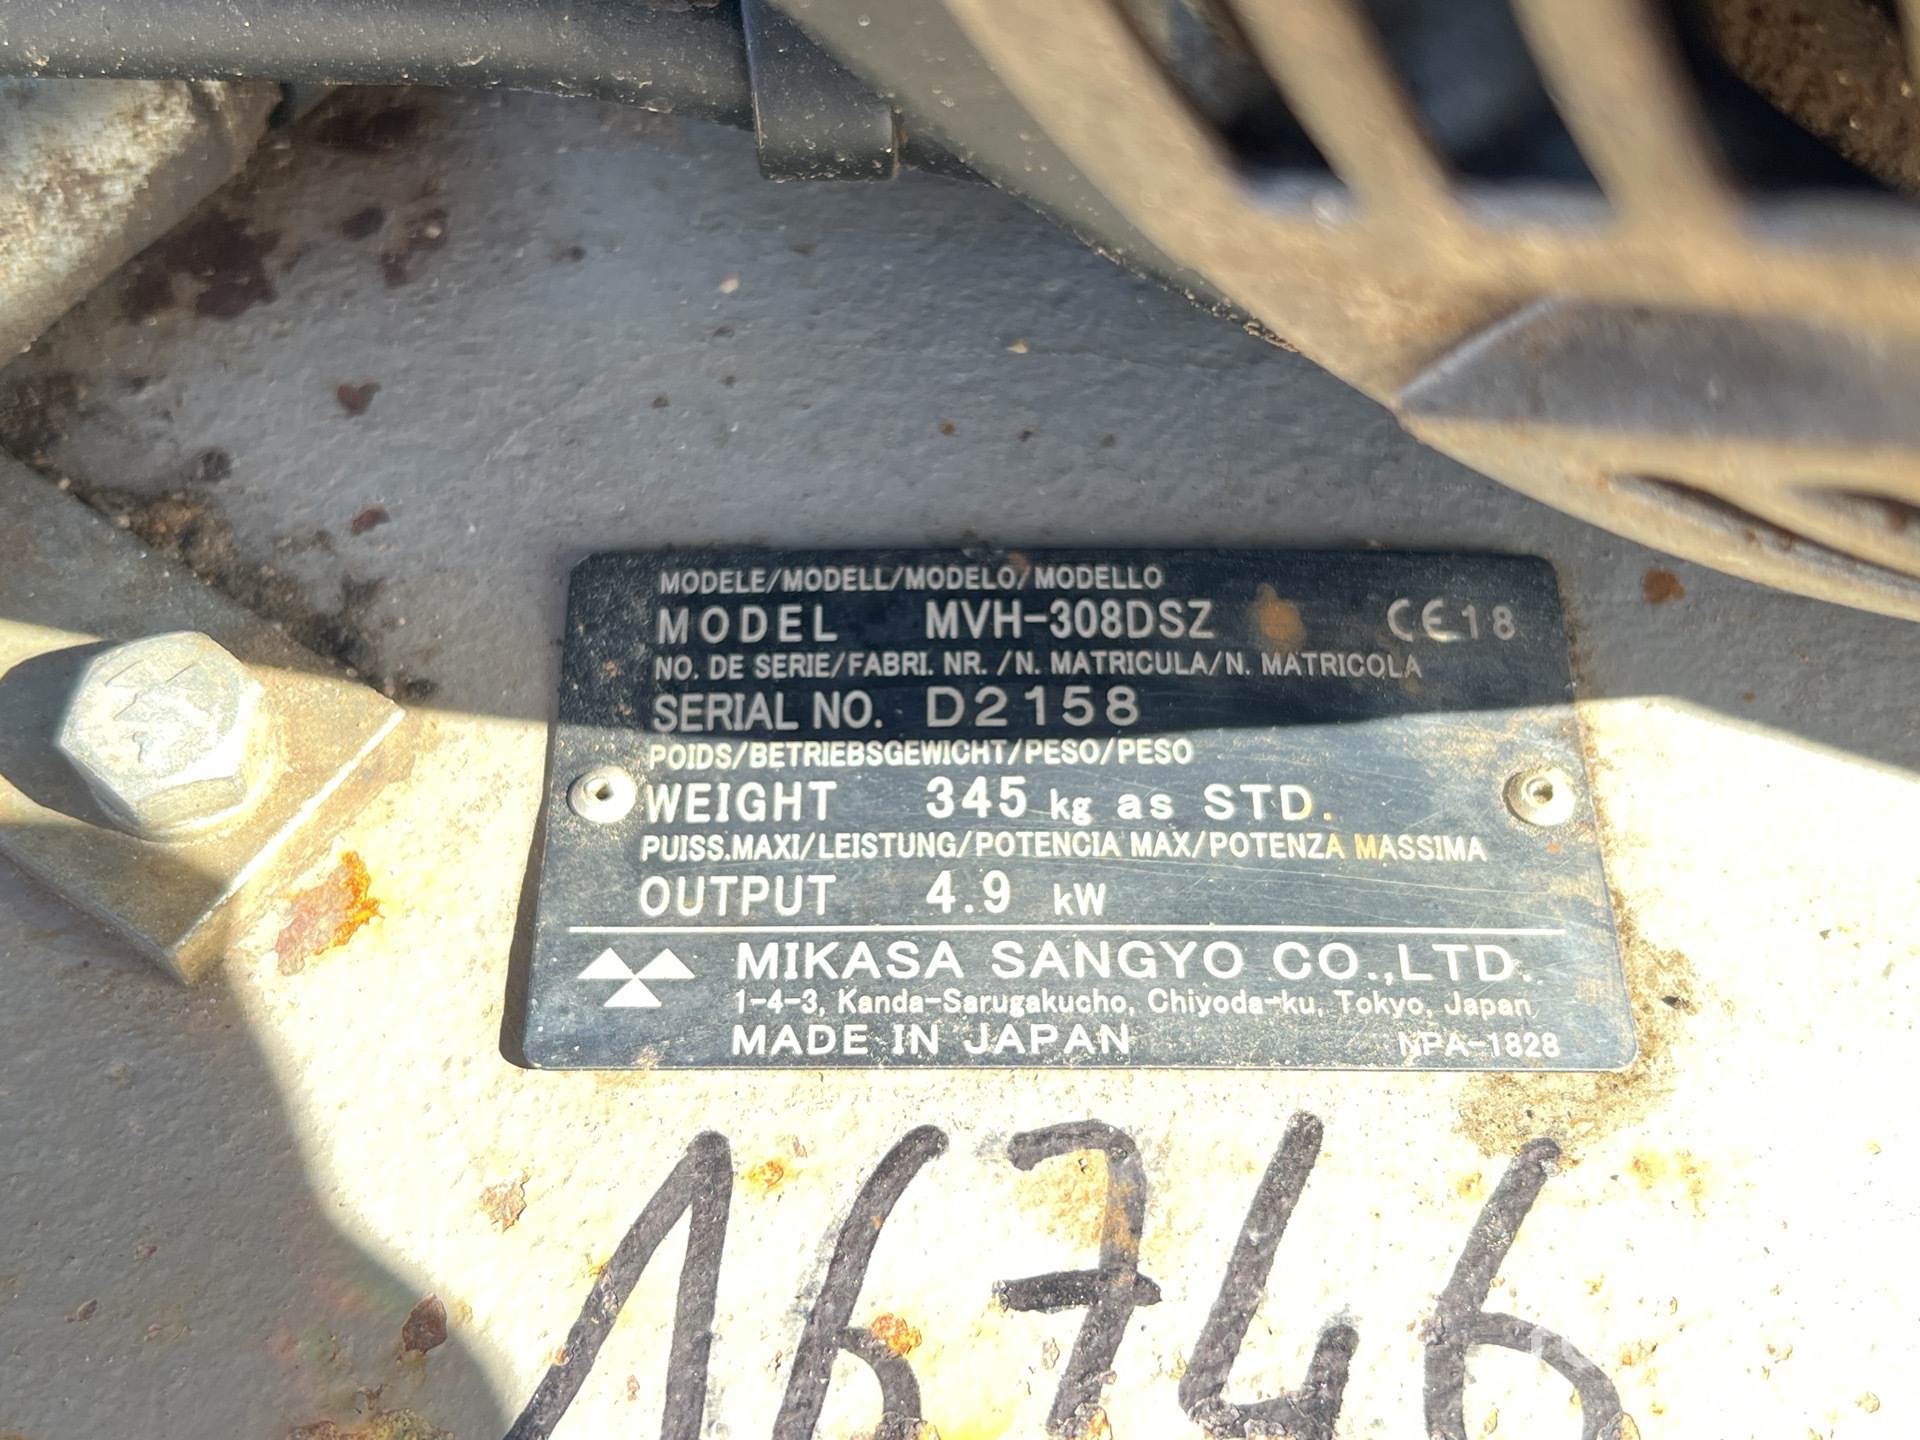 MODELE/MODELL/MODELO/MODELLO
MODEL MVH-308DSZ CE 18
NO. DE SERIE/FABRI. NR. /N. MATRICULA/N. MATRICOLA
SERIAL NO. D2158
POIDS/BETRIEBSGEWICHT/PESO/PESO
WEIGHT 345 kg as STD.
PUISS.MAXI/LEISTUNG/POTENCIA MAX/POTENZA MASSIMA
OUTPUT 4.9 kW
MIKASA SANGYO CO.,LTD.
1-4-3, Kanda-Sarugakucho, Chiyoda-ku, Tokyo, Japan
MADE IN JAPAN NPA-1828
16746